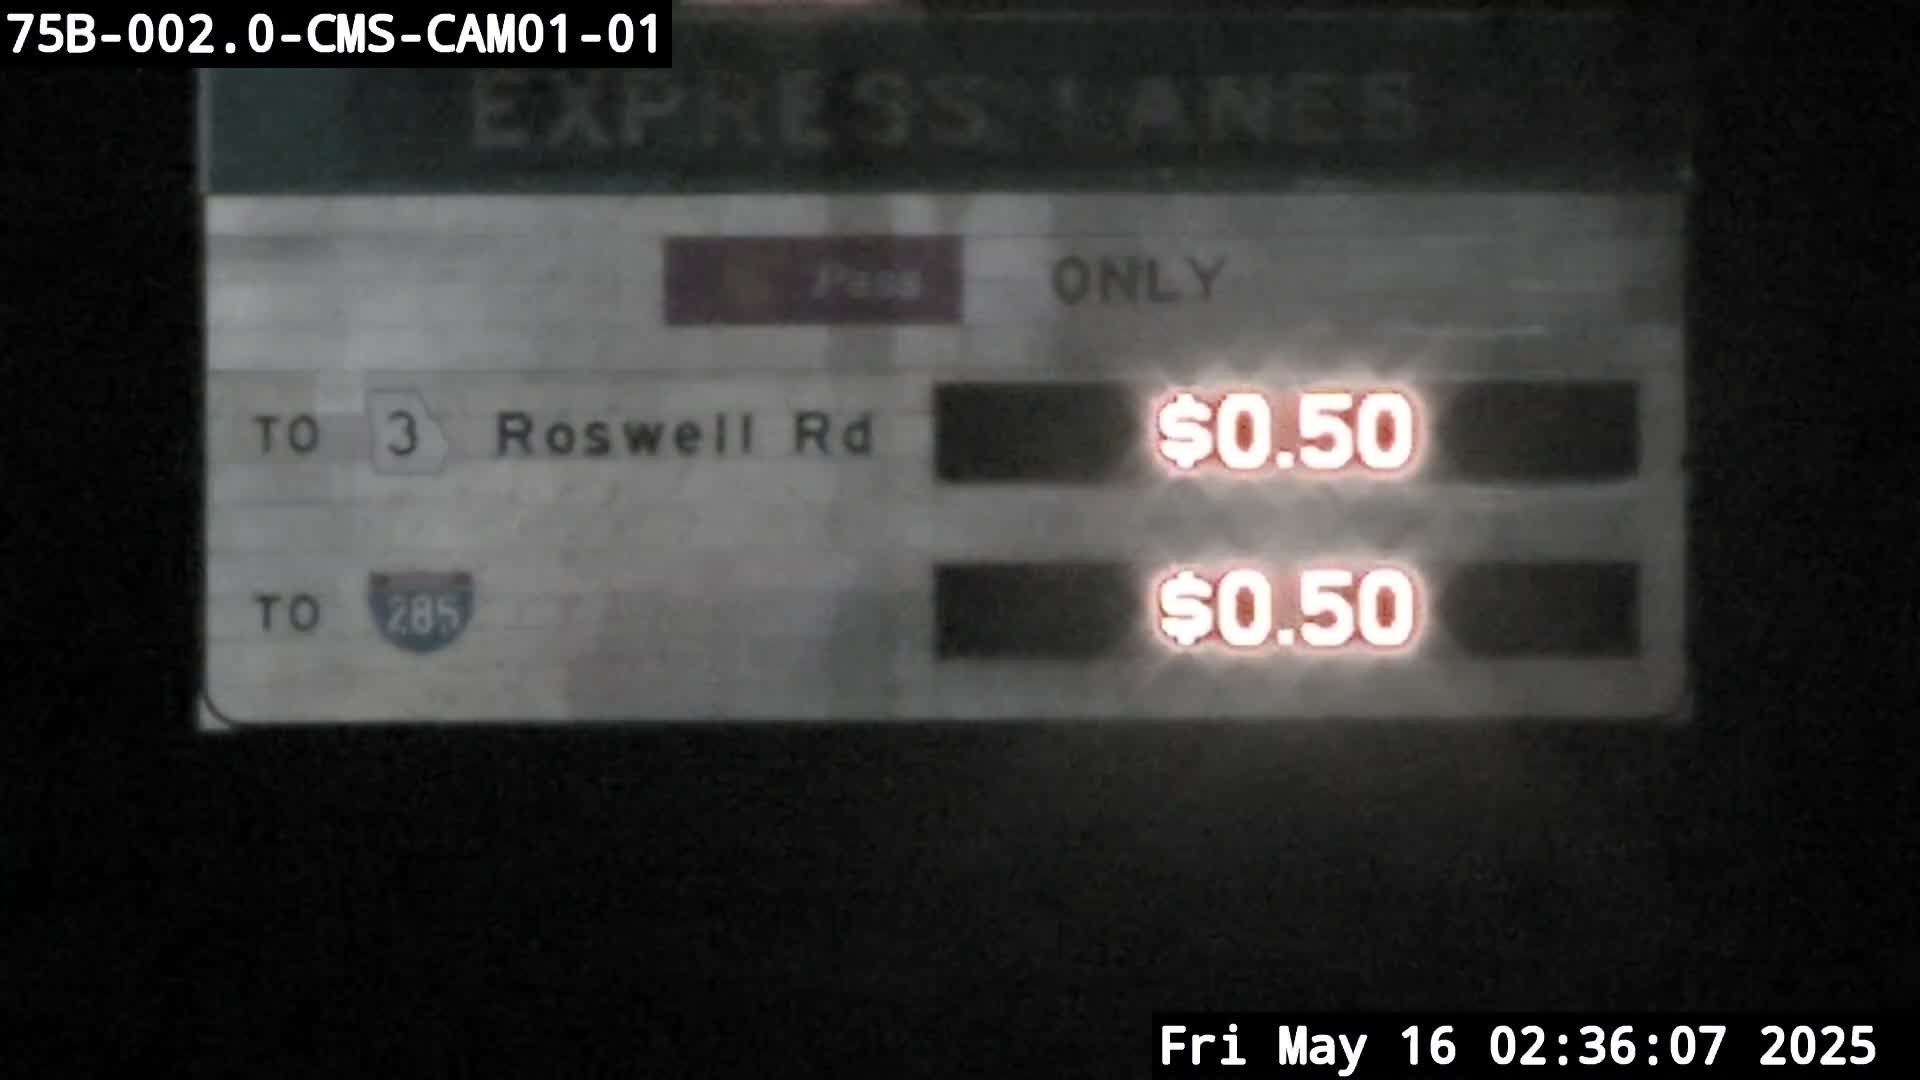 75B-002.0-CMS-CAM01-01
EXPRESS LANES
Pass ONLY
TO 3 Roswell Rd $0.50
TO 285 $0.50
Fri May 16 02:36:07 2025